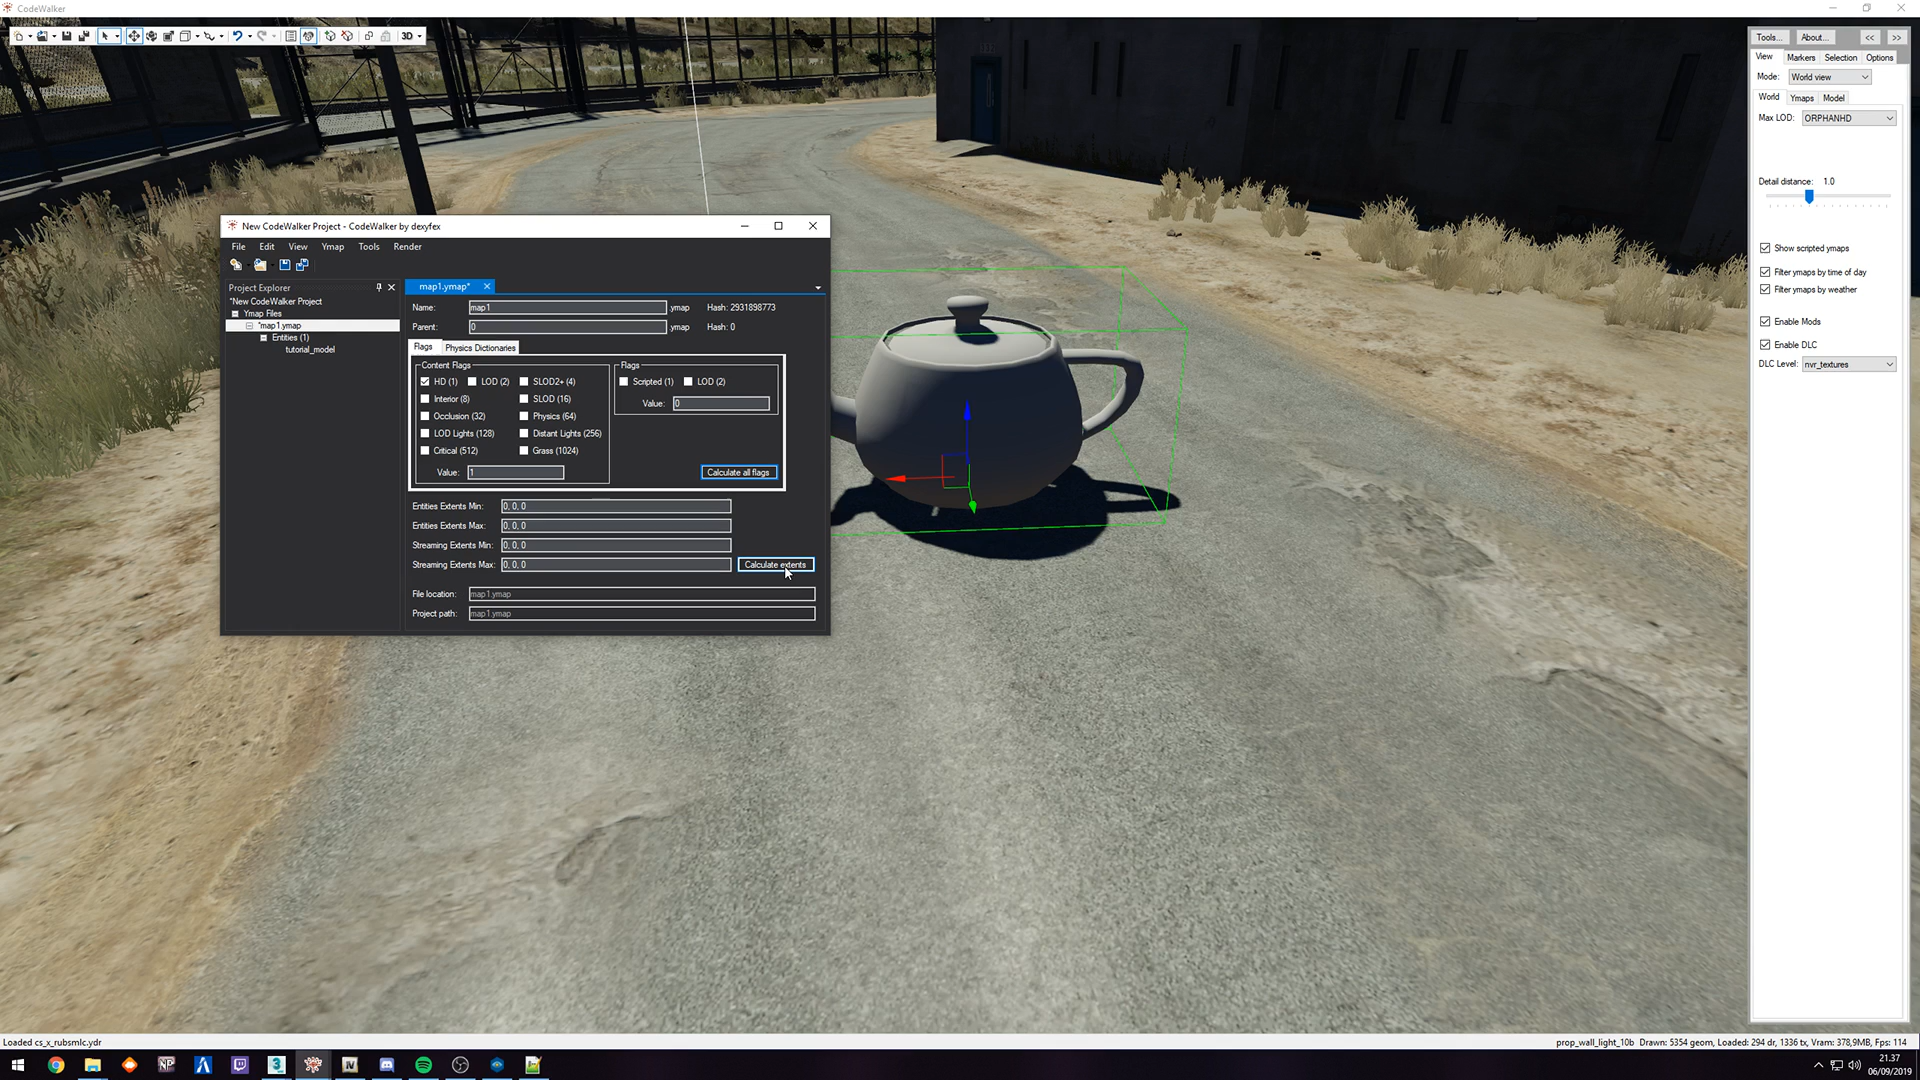 CodeWalker
3D
Tools... About... << >>
View Markers Selection Options
Mode: World view
World Ymaps Model
Max LOD: ORPHANHD
Detail distance: 1.0
Show scripted ymaps
Filter ymaps by time of day
Filter ymaps by weather
Enable Mods
Enable DLC
DLC Level: nvr_textures
New CodeWalker Project - CodeWalker by dexyfex
File Edit View Ymap Tools Render
Project Explorer
*New CodeWalker Project
Ymap Files
*map1.ymap
Entities (1)
tutorial_model
map1.ymap*
Name: map1 .ymap Hash: 2931898773
Parent: 0 .ymap Hash: 0
Flags Physics Dictionaries
Content Flags
HD (1) LOD (2) SLOD2+ (4)
Interior (8) SLOD (16)
Occlusion (32) Physics (64)
LOD Lights (128) Distant Lights (256)
Critical (512) Grass (1024)
Value: 1
Flags
Scripted (1) LOD (2)
Value: 0
Calculate all flags
Entities Extents Min: 0, 0, 0
Entities Extents Max: 0, 0, 0
Streaming Extents Min: 0, 0, 0
Streaming Extents Max: 0, 0, 0
Calculate extents
File location: map1.ymap
Project path: map1.ymap
Loaded cs_x_rubsmlc.ydr
prop_wall_light_10b Drawn: 5354 geom, Loaded: 294 dr, 1336 tx, Vram: 378,9MB, Fps: 114
21.37
06/09/2019